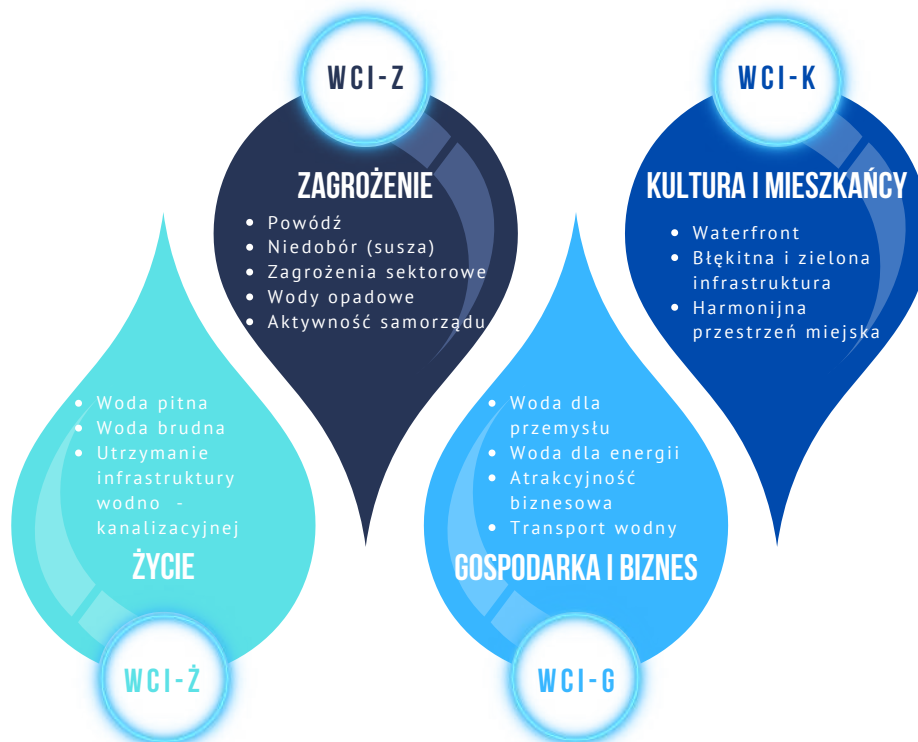 WCI-Z
ZAGROŻENIE
• Powódź
• Niedobór (susza)
• Zagrożenia sektorowe
• Wody opadowe
• Aktywność samorządu
WCI-K
KULTURA I MIESZKAŃCY
• Waterfront
• Błękitna i zielona
infrastruktura
• Harmonijna
przestrzeń miejska
• Woda pitna
• Woda brudna
• Utrzymanie
infrastruktury
wodno -
kanalizacyjnej
ŻYCIE
WCI-Ż
• Woda dla
przemysłu
• Woda dla energii
• Atrakcyjność
biznesowa
• Transport wodny
GOSPODARKA I BIZNES
WCI-G